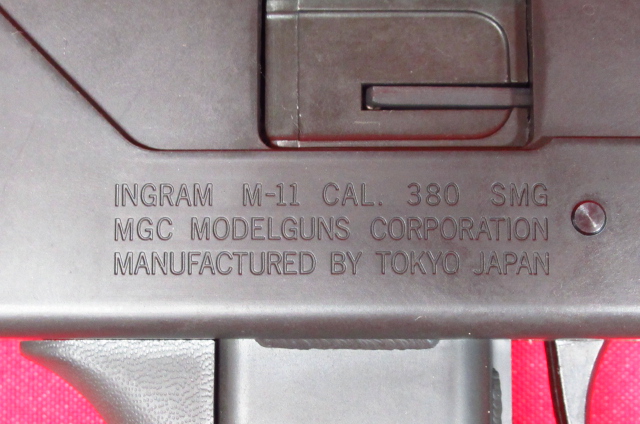 INGRAM M-11 CAL. 380 SMG
MGC MODELGUNS CORPORATION
MANUFACTURED BY TOKYO JAPAN